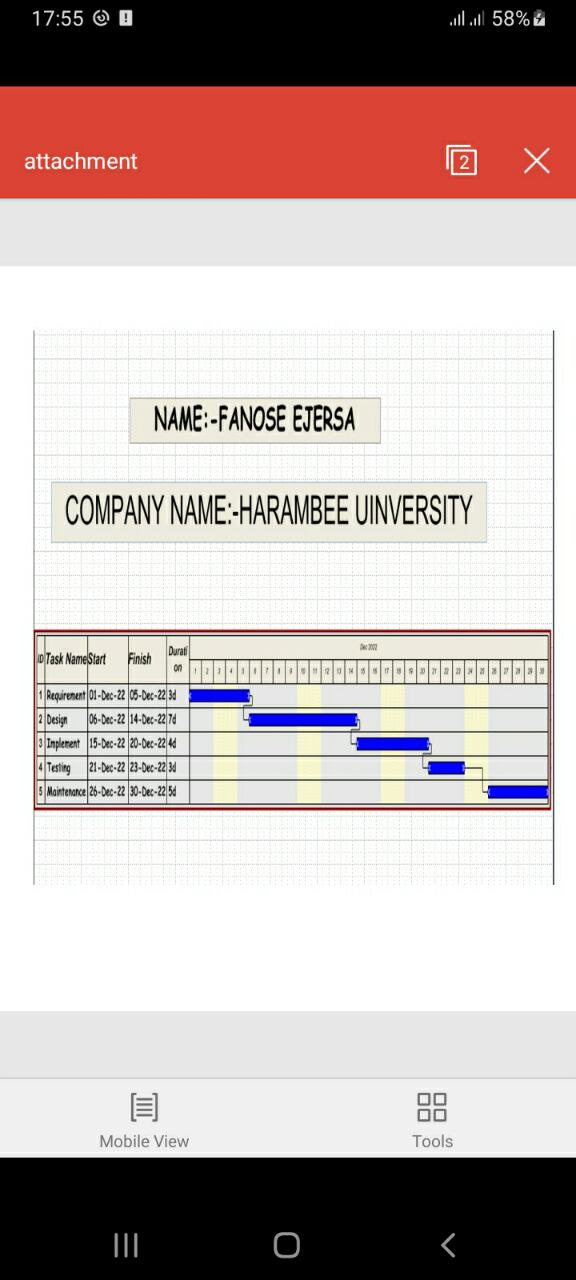 17:55
58%
attachment
2
NAME:-FANOSE EJERSA
COMPANY NAME:-HARAMBEE UINVERSITY
ID Task Name Start Finish Durati
on
Dec 2022
1 2 3 4 5 6 7 8 9 10 11 12 13 14 15 16 17 18 19 20 21 22 23 24 25 26 27 28 29 30
1 Requirement 01-Dec-22 05-Dec-22 3d
2 Design 06-Dec-22 14-Dec-22 7d
3 Implement 15-Dec-22 20-Dec-22 4d
4 Testing 21-Dec-22 23-Dec-22 3d
5 Maintenance 26-Dec-22 30-Dec-22 5d
Mobile View
Tools